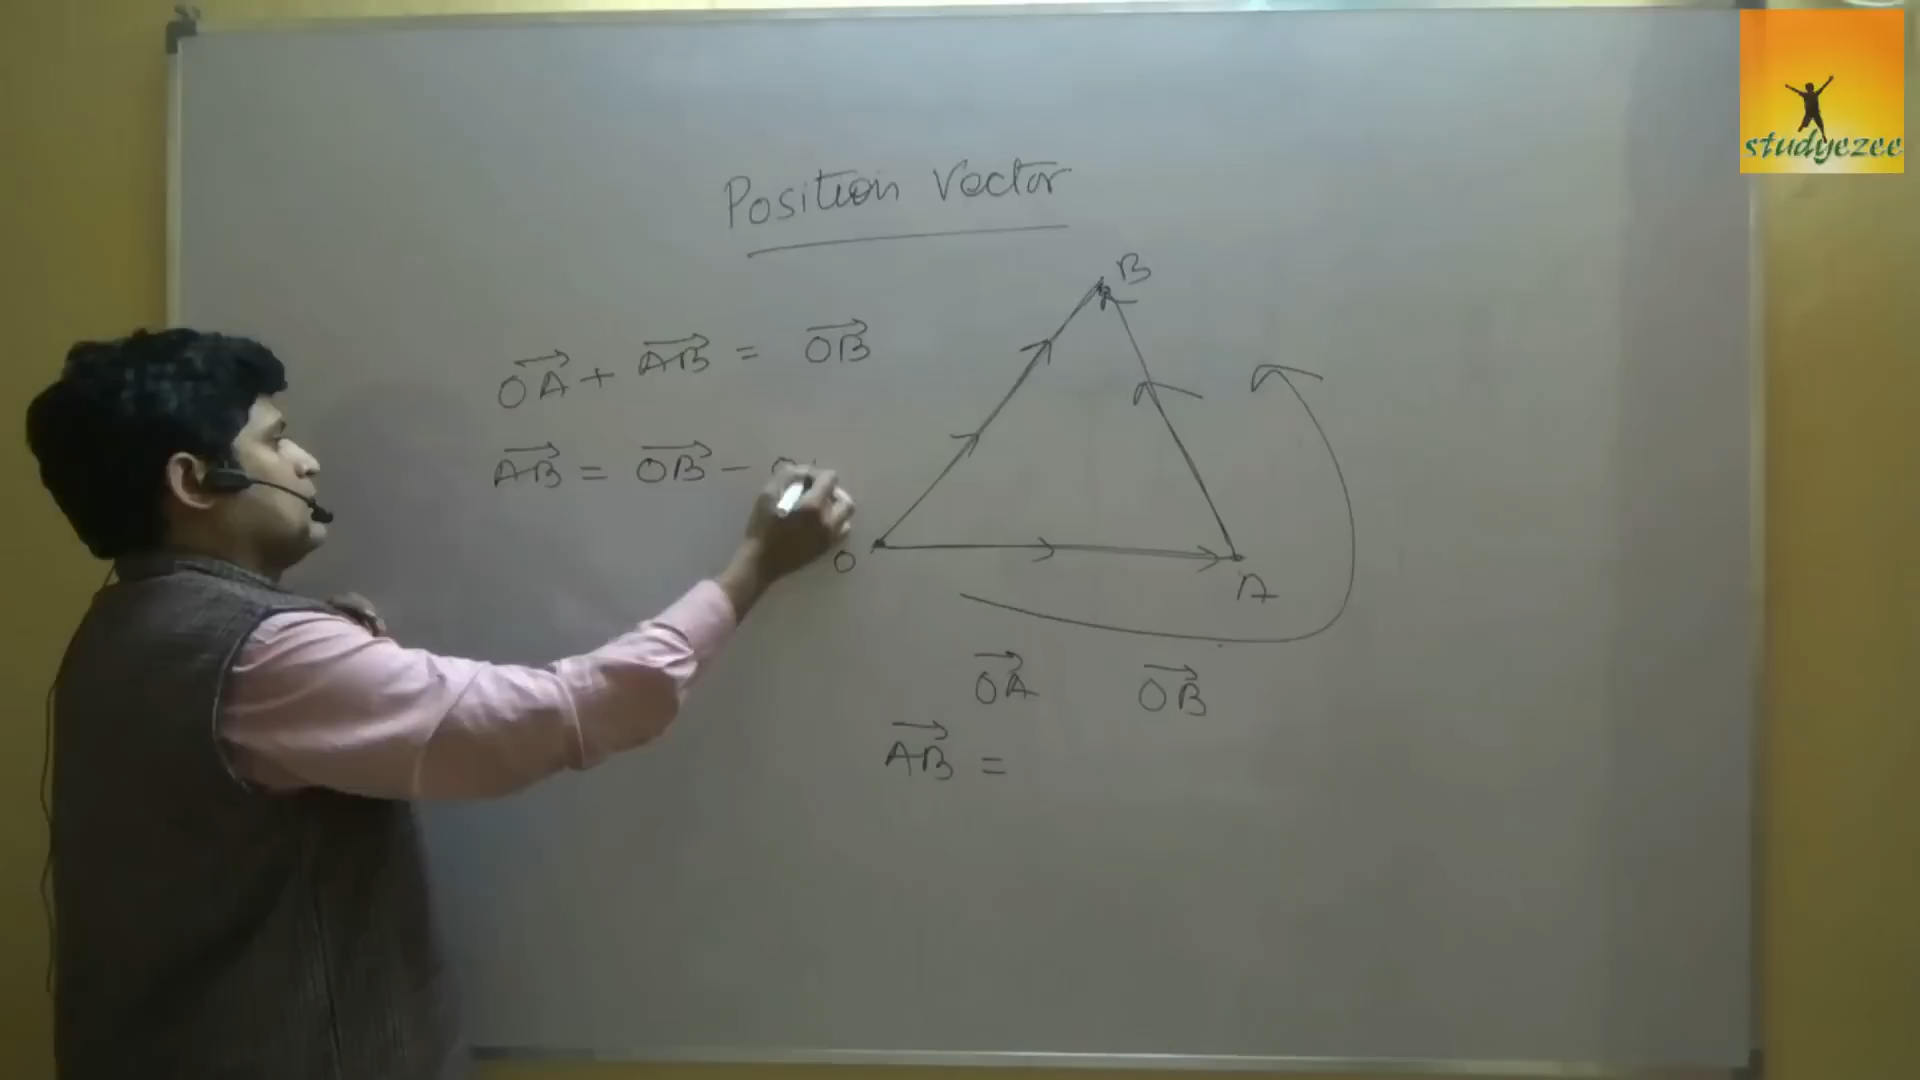 studyezee
Position Vector
B
OA + AB = OB
AB = OB -
O
A
OA OB
AB =